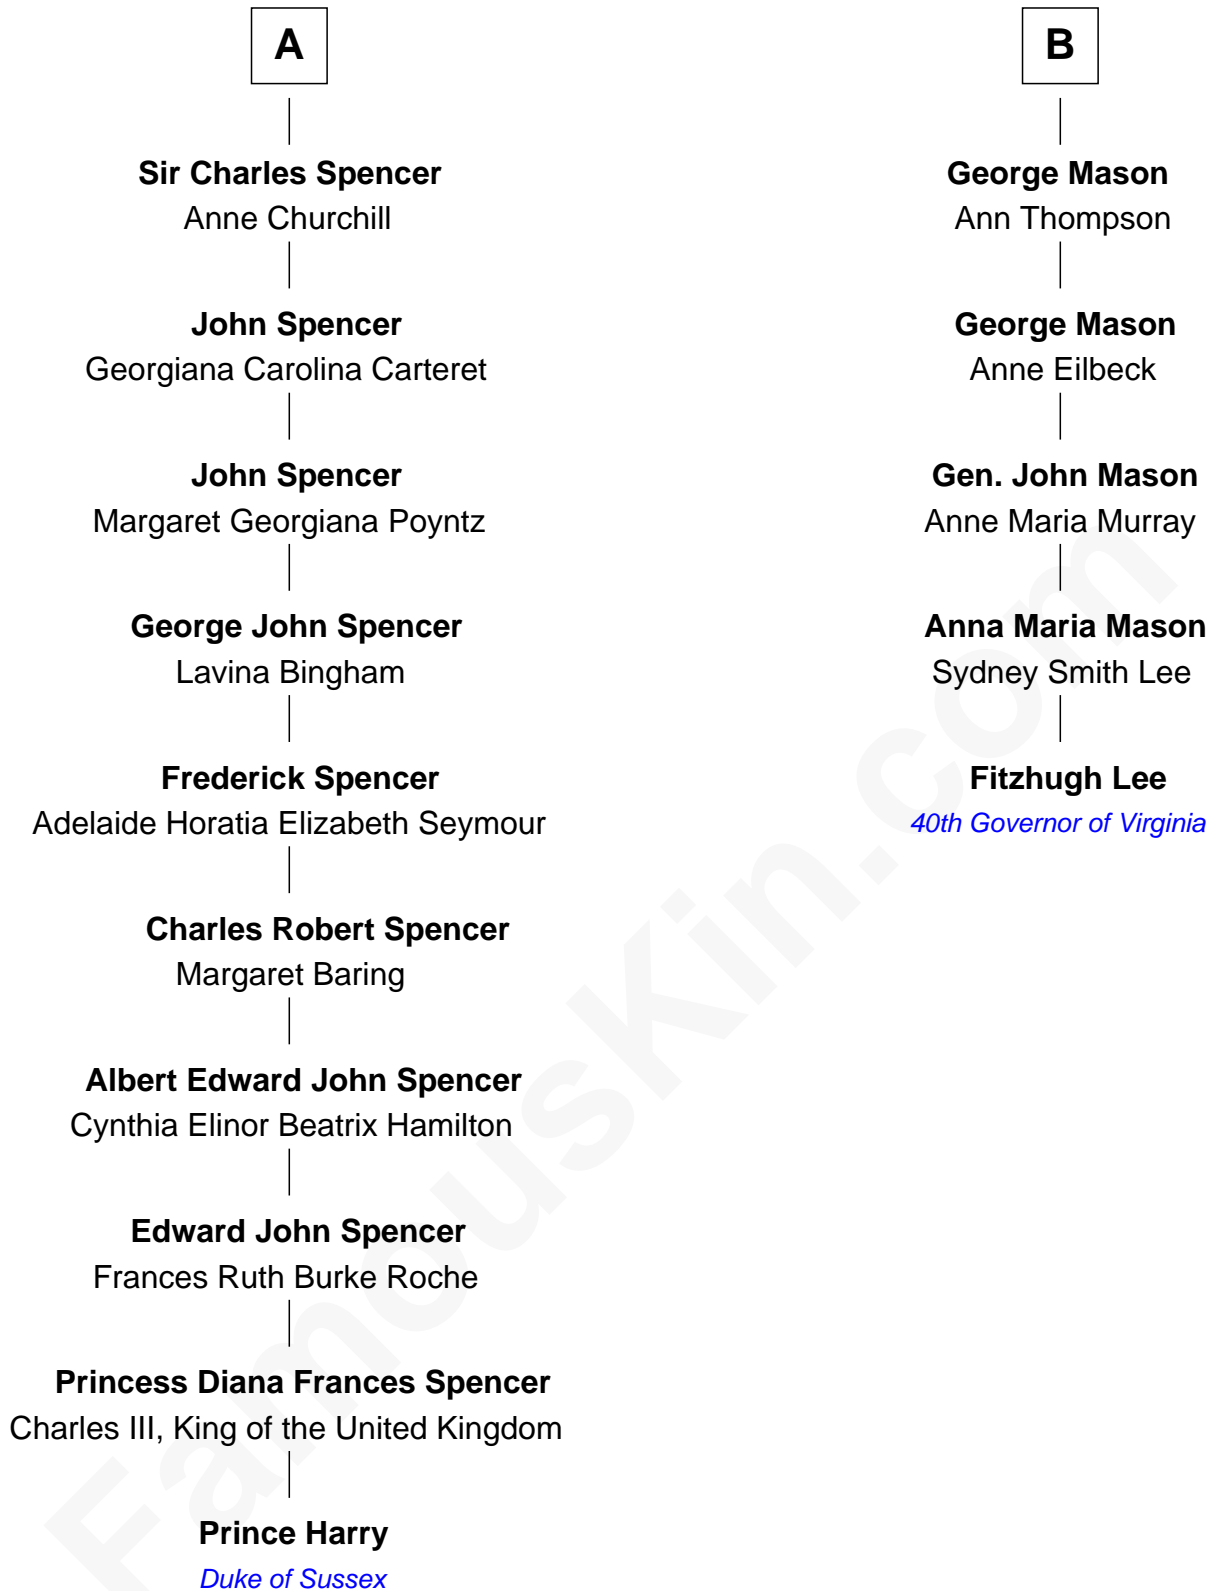 A
Sir Charles Spencer
Anne Churchill
John Spencer
Georgiana Carolina Carteret
John Spencer
Margaret Georgiana Poyntz
George John Spencer
Lavina Bingham
Frederick Spencer
Adelaide Horatia Elizabeth Seymour
Charles Robert Spencer
Margaret Baring
Albert Edward John Spencer
Cynthia Elinor Beatrix Hamilton
Edward John Spencer
Frances Ruth Burke Roche
Princess Diana Frances Spencer
Charles III, King of the United Kingdom
Prince Harry
Duke of Sussex
B
George Mason
Ann Thompson
George Mason
Anne Eilbeck
Gen. John Mason
Anne Maria Murray
Anna Maria Mason
Sydney Smith Lee
Fitzhugh Lee
40th Governor of Virginia
FamousKin.com